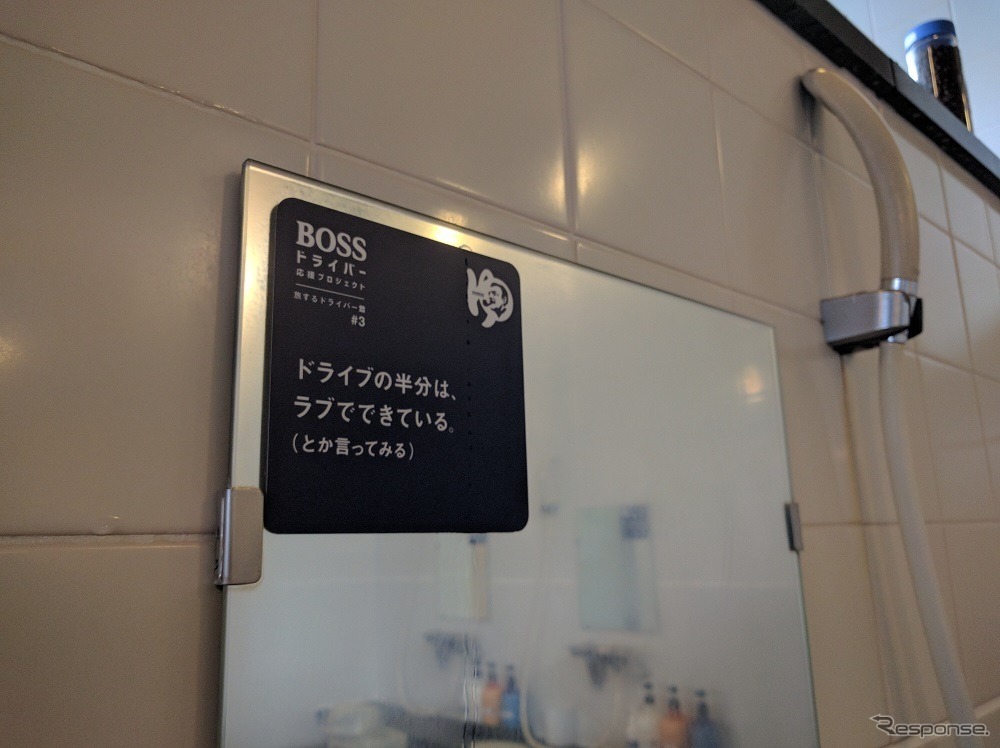 BOSS
ドライバー
応援プロジェクト
旅するドライバー館
#3
ドライブの半分は、
ラブでできている。
(とか言ってみる)
Response.